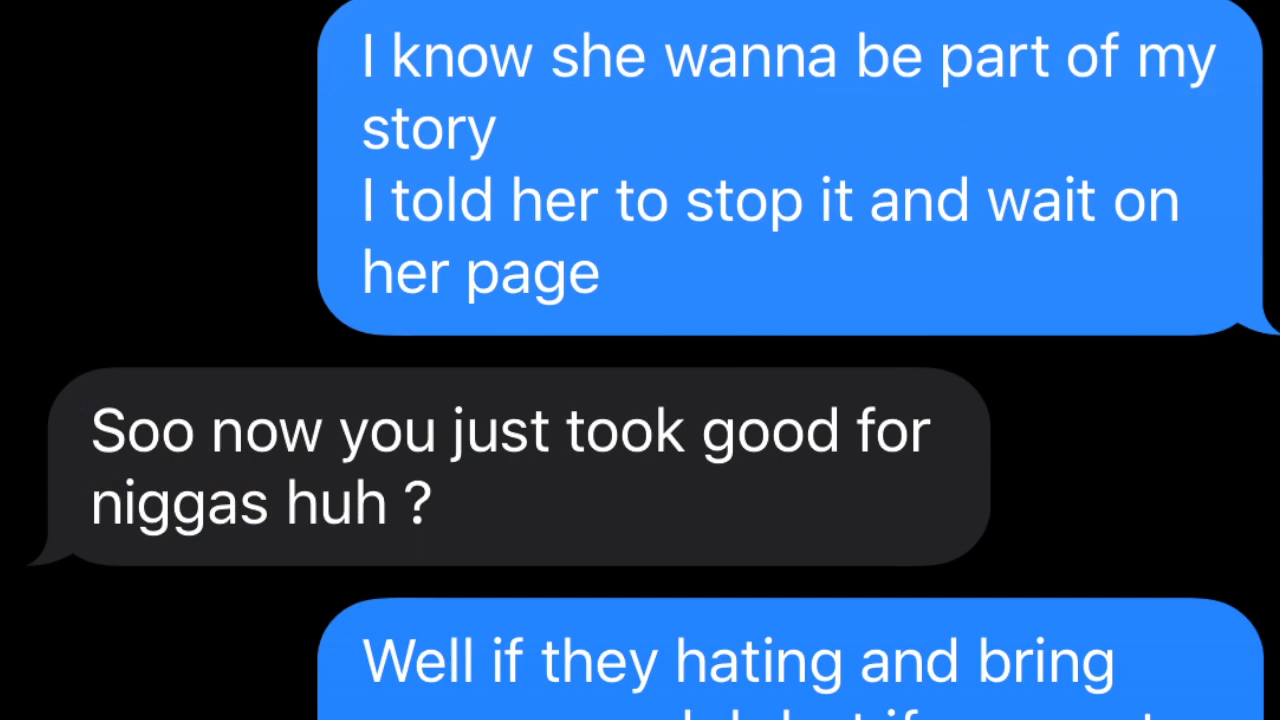 I know she wanna be part of my
story
I told her to stop it and wait on
her page
Soo now you just took good for
niggas huh ?
Well if they hating and bring